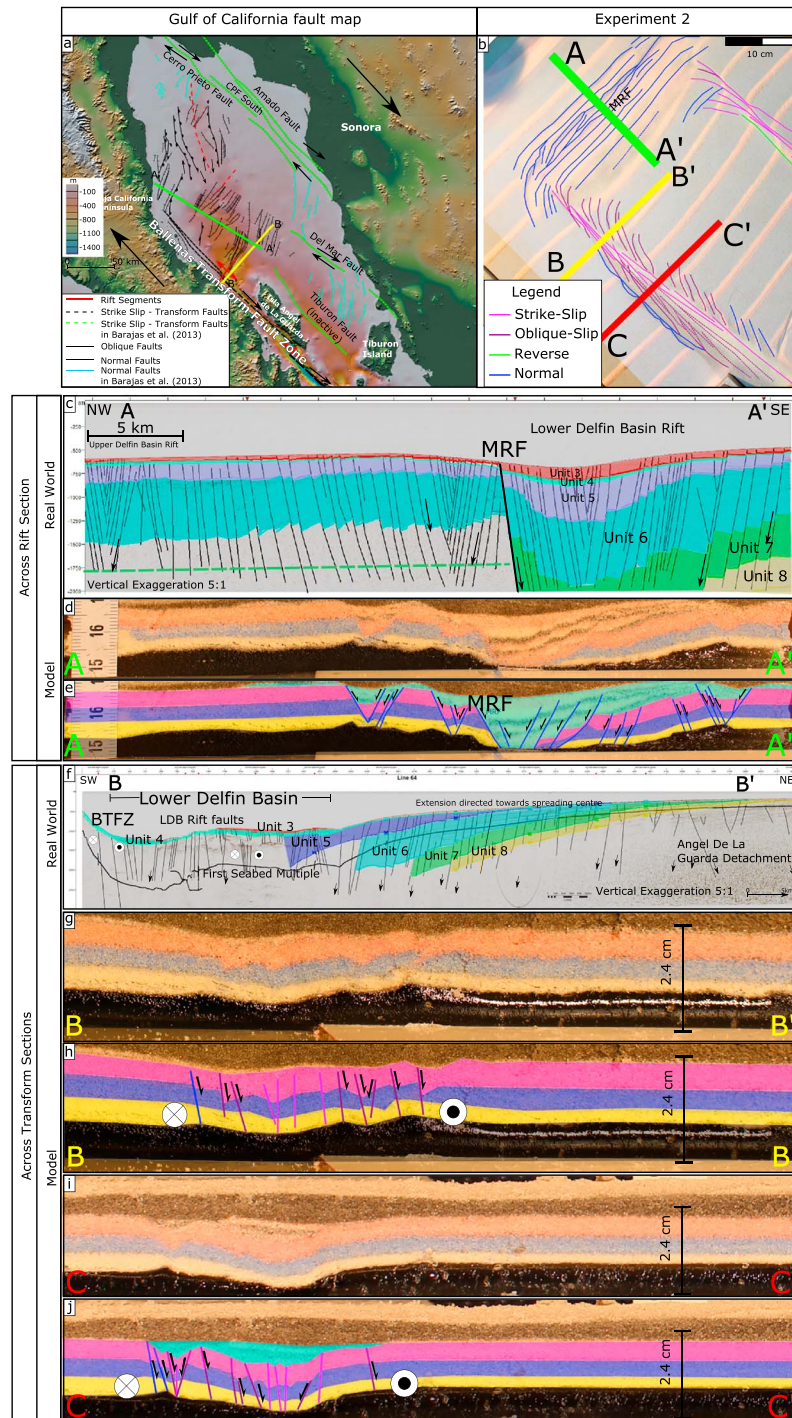 Gulf of California fault map
Experiment 2
a
Cerro Prieto Fault
CPF South
Amado Fault
Sonora
m
-100
-400
-800
-1100
-1400
ja California
ninsula
50 km
A
B
A'
B'
Del Mar Fault
Ballenas Transform Fault Zone
Isla Angel
de La Guarda
Tiburon Fault
(Inactive)
Tiburon
Island
Rift Segments
Strike Slip - Transform Faults
Strike Slip - Transform Faults
in Barajas et al. (2013)
Oblique Faults
Normal Faults
Normal Faults
in Barajas et al. (2013)
b
10 cm
A
MRF
A'
B'
B
C'
C
Legend
Strike-Slip
Oblique-Slip
Reverse
Normal
Across Rift Section
Real World
Model
c
NW
A
A'
SE
5 km
Upper Delfin Basin Rift
Lower Delfin Basin Rift
MRF
Unit 3
Unit 4
Unit 5
Unit 6
Unit 7
Unit 8
Vertical Exaggeration 5:1
d
16
15
A
A'
e
16
15
MRF
A
A'
Across Transform Sections
Real World
Model
f
SW
B
Line 64
B'
NE
Lower Delfin Basin
Extension directed towards spreading centre
BTFZ
LDB Rift faults
Unit 4
Unit 3
Unit 5
Unit 6
Unit 7
Unit 8
First Seabed Multiple
Angel De La
Guarda Detachment
Vertical Exaggeration 5:1
g
2.4 cm
B
B'
h
2.4 cm
B
B
i
2.4 cm
C
C
j
2.4 cm
C
C